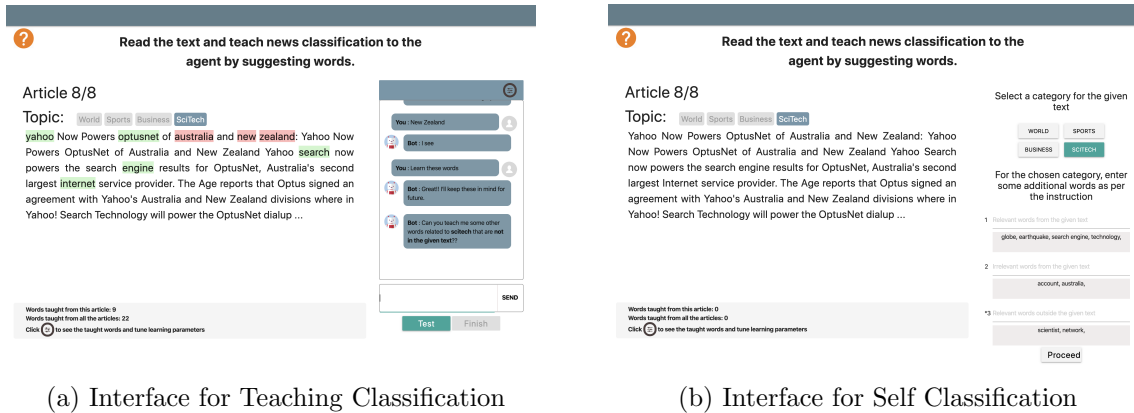 ?
Read the text and teach news classification to the
agent by suggesting words.
Article 8/8
Topic: World Sports Business SciTech
yahoo Now Powers optusnet of australia and new zealand: Yahoo Now
Powers OptusNet of Australia and New Zealand Yahoo search now
powers the search engine results for OptusNet, Australia's second
largest internet service provider. The Age reports that Optus signed an
agreement with Yahoo's Australia and New Zealand divisions where in
Yahoo! Search Technology will power the OptusNet dialup ...
You : New Zealand
Bot : I see
You : Learn these words
Bot : Great!! I'll keep these in mind for
future.
Bot : Can you teach me some other
words related to scitech that are not
in the given text??
SEND
Test Finish
Words taught from this article: 9
Words taught from all the articles: 22
Click to see the taught words and tune learning parameters
(a) Interface for Teaching Classification
?
Read the text and teach news classification to the
agent by suggesting words.
Article 8/8
Topic: World Sports Business SciTech
Yahoo Now Powers OptusNet of Australia and New Zealand: Yahoo
Now Powers OptusNet of Australia and New Zealand Yahoo Search
now powers the search engine results for OptusNet, Australia's second
largest Internet service provider. The Age reports that Optus signed an
agreement with Yahoo's Australia and New Zealand divisions where in
Yahoo! Search Technology will power the OptusNet dialup ...
Select a category for the given
text
WORLD SPORTS
BUSINESS SCITECH
For the chosen category, enter
some additional words as per
the instruction
1 Relevant words from the given text
globe, earthquake, search engine, technology,
2 Irrelevant words from the given text
account, australia,
*3 Relevant words outside the given text
scientist, network,
Proceed
Words taught from this article: 0
Words taught from all the articles: 0
Click to see the taught words and tune learning parameters
(b) Interface for Self Classification